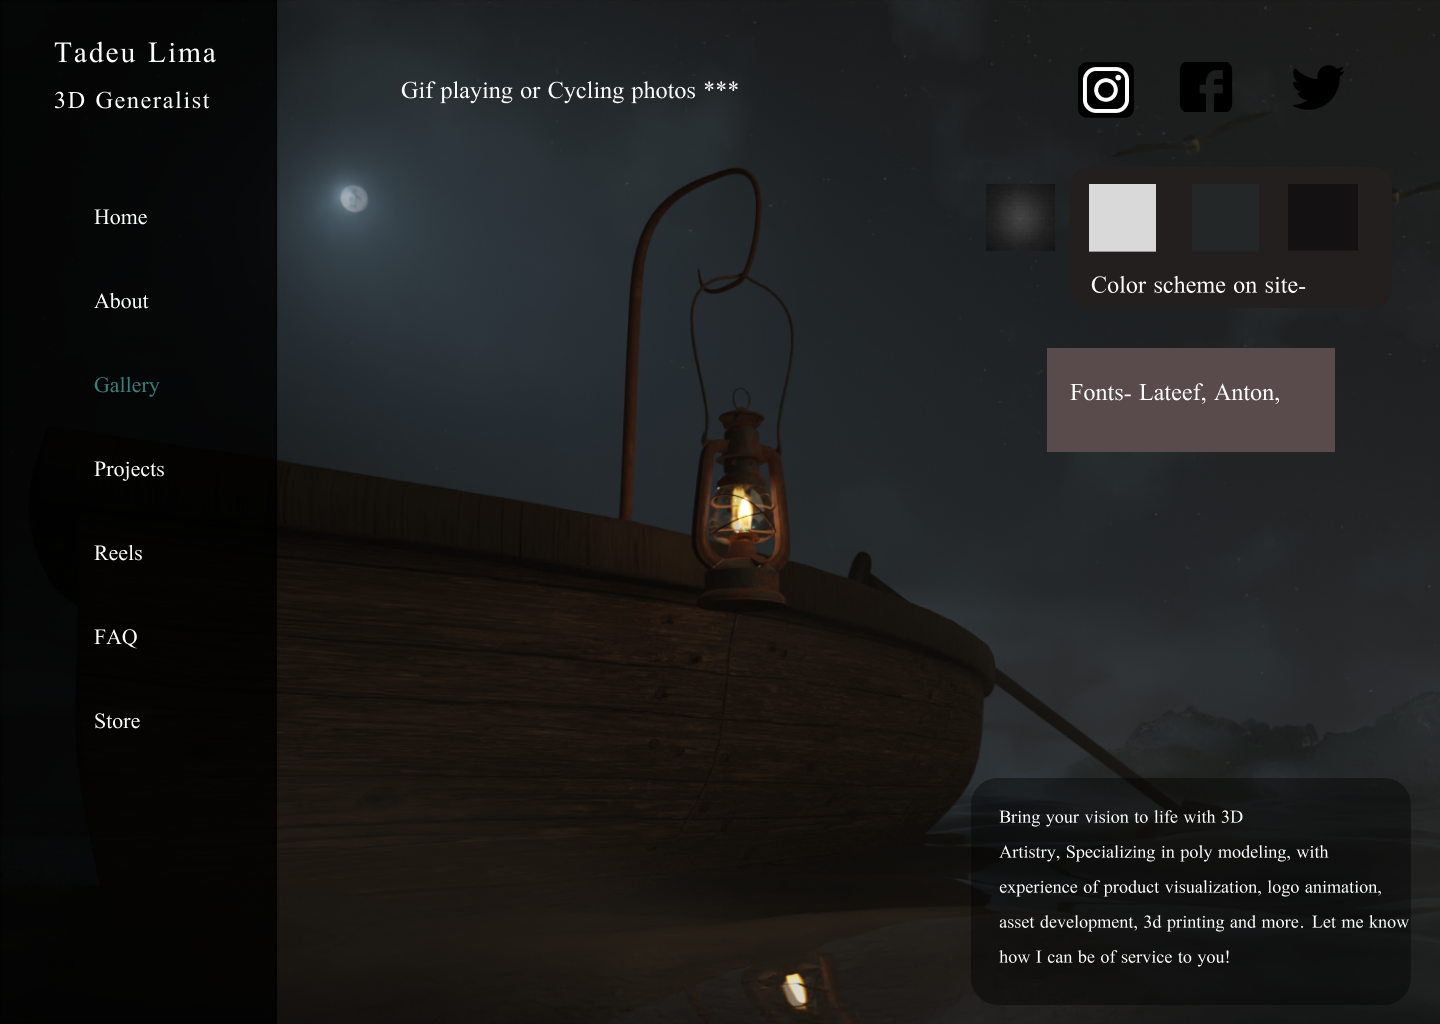 Tadeu Lima
3D Generalist
Gif playing or Cycling photos ***
Home
About
Gallery
Projects
Reels
FAQ
Store
Color scheme on site-
Fonts- Lateef, Anton,
Bring your vision to life with 3D
Artistry, Specializing in poly modeling, with
experience of product visualization, logo animation,
asset development, 3d printing and more. Let me know
how I can be of service to you!